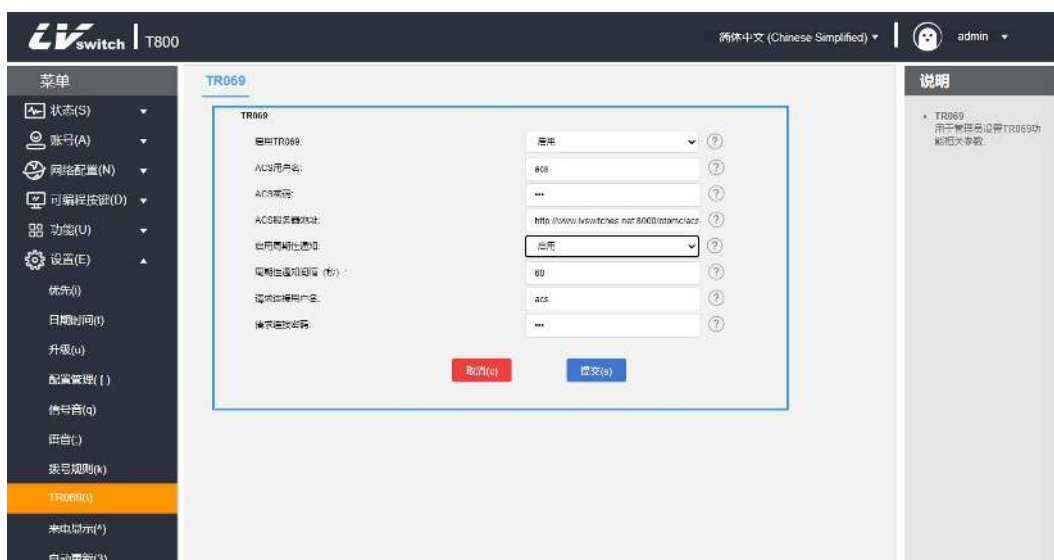 LVswitch T800
简体中文 (Chinese Simplified)
admin
菜单
状态(S)
账号(A)
网络配置(N)
可编程按键(D)
功能(U)
设置(E)
优先(i)
日期时间(t)
升级(u)
配置管理([)
信号音(q)
语音(;)
拨号规则(k)
TR069(\)
来电显示(^)
自动更新(3)
TR069
TR069
启用TR069: 启用
ACS用户名: acs
ACS密码: •••
ACS服务器地址:
启用周期性通知: 启用
周期性通知间隔（秒）: 60
请求连接用户名: acs
请求连接密码: •••
取消(c) 提交(s)
说明
TR069
用于管理员设置TR069功
能相关参数.